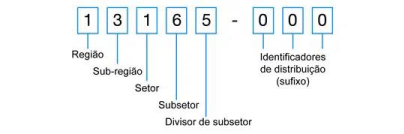 1 3 1 6 5 - 0 0 0
Região
Sub-região
Setor
Subsetor
Divisor de subsetor
Identificadores
de distribuição
(sufixo)